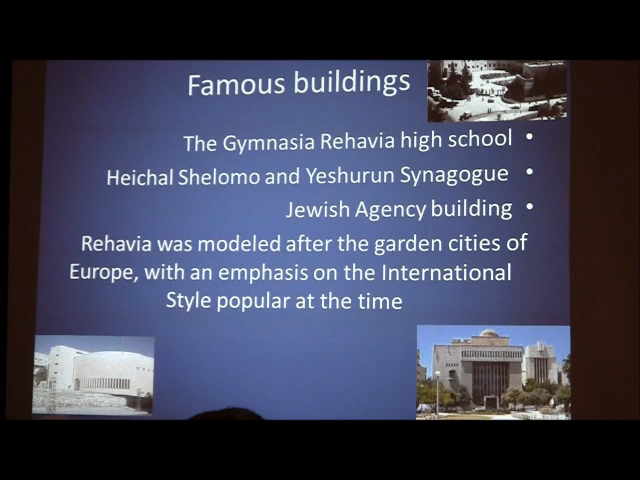 Famous buildings
The Gymnasia Rehavia high school •
Heichal Shelomo and Yeshurun Synagogue •
Jewish Agency building •
Rehavia was modeled after the garden cities of
Europe, with an emphasis on the International
Style popular at the time